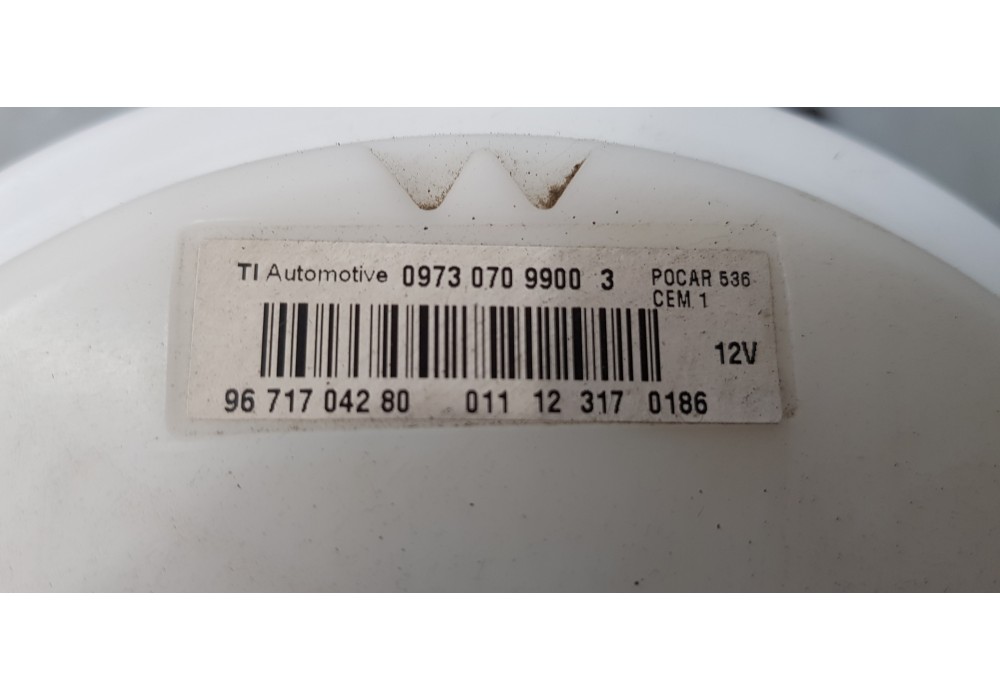 TI Automotive 0973 070 9900 3
POCAR 536
CEM 1
12V
96 717 042 80 011 12 317 0186